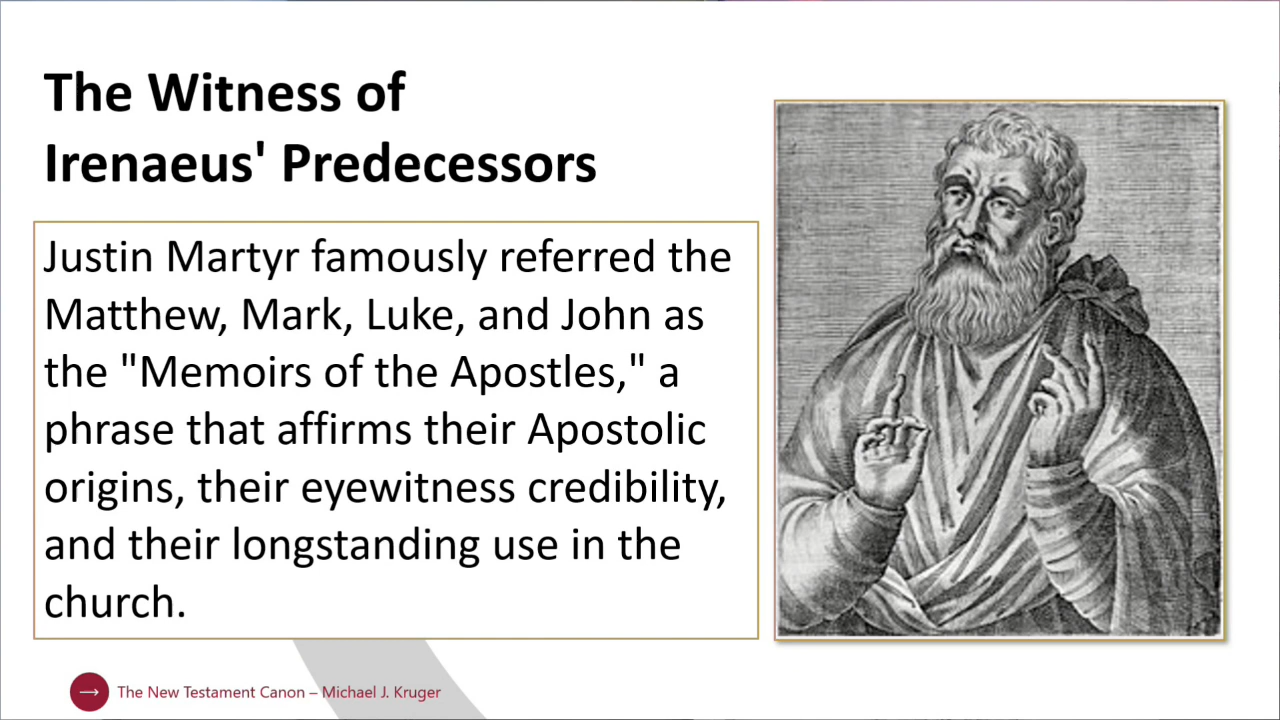 The Witness of
Irenaeus' Predecessors
Justin Martyr famously referred the
Matthew, Mark, Luke, and John as
the "Memoirs of the Apostles," a
phrase that affirms their Apostolic
origins, their eyewitness credibility,
and their longstanding use in the
church.
The New Testament Canon – Michael J. Kruger